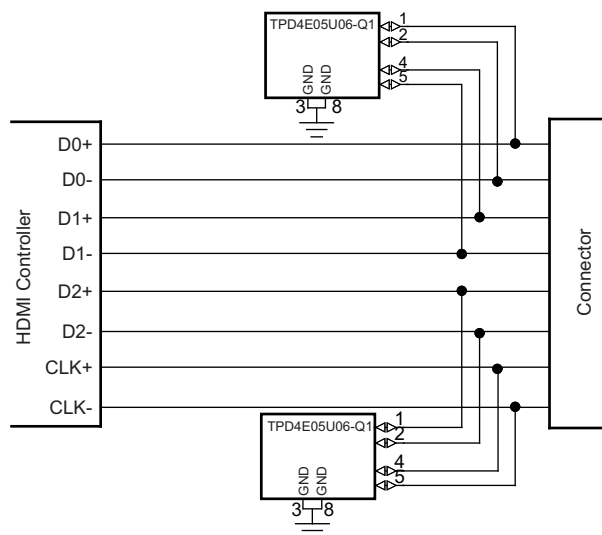 TPD4E05U06-Q1
1
2
4
5
GND
GND
3
8
HDMI Controller
D0+
D0-
D1+
D1-
D2+
D2-
CLK+
CLK-
Connector
TPD4E05U06-Q1
1
2
4
5
GND
GND
3
8